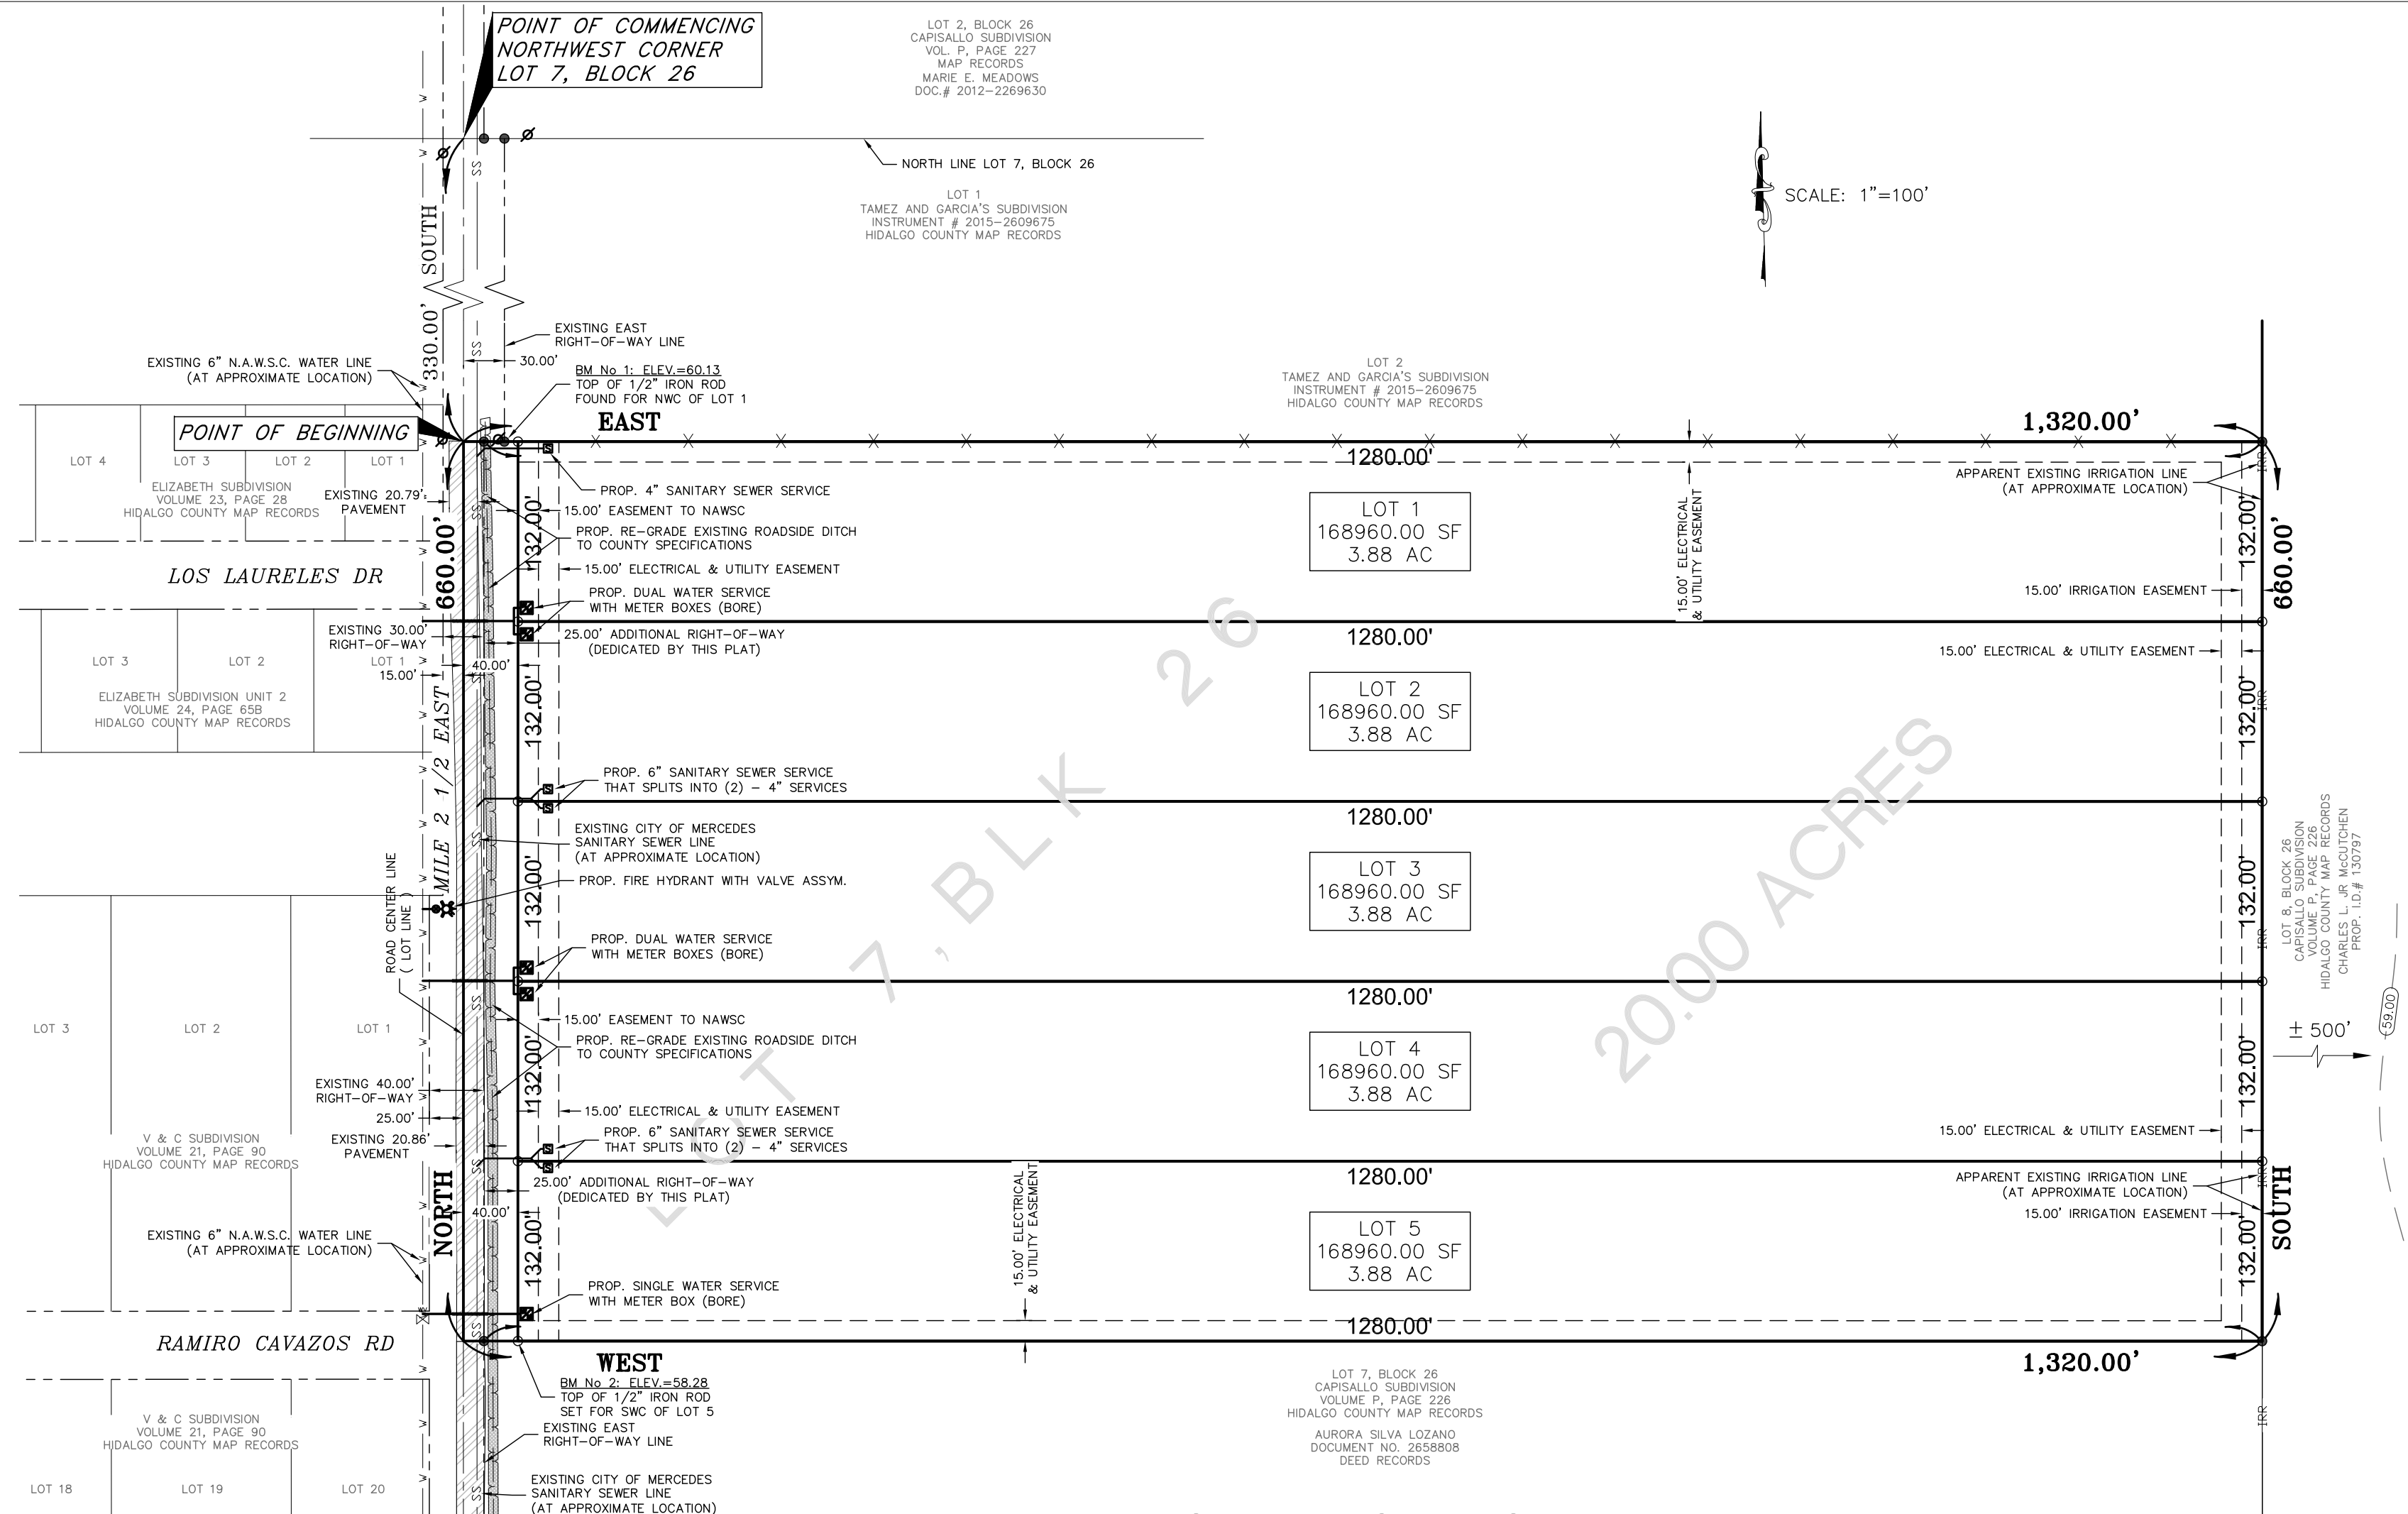 POINT OF COMMENCING
NORTHWEST CORNER
LOT 7, BLOCK 26
LOT 2, BLOCK 26
CAPISALLO SUBDIVISION
VOL. P, PAGE 227
MAP RECORDS
MARIE E. MEADOWS
DOC.# 2012-2269630
NORTH LINE LOT 7, BLOCK 26
LOT 1
TAMEZ AND GARCIA'S SUBDIVISION
INSTRUMENT # 2015-2609675
HIDALGO COUNTY MAP RECORDS
SCALE: 1"=100'
SOUTH
330.00'
EXISTING EAST
RIGHT-OF-WAY LINE
30.00'
EXISTING 6" N.A.W.S.C. WATER LINE
(AT APPROXIMATE LOCATION)
BM No 1: ELEV.=60.13
TOP OF 1/2" IRON ROD
FOUND FOR NWC OF LOT 1
LOT 2
TAMEZ AND GARCIA'S SUBDIVISION
INSTRUMENT # 2015-2609675
HIDALGO COUNTY MAP RECORDS
POINT OF BEGINNING
EAST
1,320.00'
1280.00'
LOT 4
LOT 3
LOT 2
LOT 1
ELIZABETH SUBDIVISION
VOLUME 23, PAGE 28
HIDALGO COUNTY MAP RECORDS
EXISTING 20.79'
PAVEMENT
660.00'
PROP. 4" SANITARY SEWER SERVICE
15.00' EASEMENT TO NAWSC
PROP. RE-GRADE EXISTING ROADSIDE DITCH
TO COUNTY SPECIFICATIONS
132.00'
15.00' ELECTRICAL & UTILITY EASEMENT
LOT 1
168960.00 SF
3.88 AC
15.00' ELECTRICAL
& UTILITY EASEMENT
APPARENT EXISTING IRRIGATION LINE
(AT APPROXIMATE LOCATION)
IRR
132.00'
660.00'
15.00' IRRIGATION EASEMENT
LOS LAURELES DR
PROP. DUAL WATER SERVICE
WITH METER BOXES (BORE)
EXISTING 30.00'
RIGHT-OF-WAY
25.00' ADDITIONAL RIGHT-OF-WAY
(DEDICATED BY THIS PLAT)
1280.00'
15.00' ELECTRICAL & UTILITY EASEMENT
LOT 3
LOT 2
LOT 1
15.00'
40.00'
ELIZABETH SUBDIVISION UNIT 2
VOLUME 24, PAGE 65B
HIDALGO COUNTY MAP RECORDS
MILE 2 1/2 EAST
132.00'
LOT 2
168960.00 SF
3.88 AC
132.00'
IRR
PROP. 6" SANITARY SEWER SERVICE
THAT SPLITS INTO (2) - 4" SERVICES
1280.00'
EXISTING CITY OF MERCEDES
SANITARY SEWER LINE
(AT APPROXIMATE LOCATION)
PROP. FIRE HYDRANT WITH VALVE ASSYM.
ROAD CENTER LINE
( LOT LINE )
132.00'
LOT 3
168960.00 SF
3.88 AC
132.00'
IRR
LOT 7, BLK 26
20.00 ACRES
LOT 8, BLOCK 26
CAPISALLO SUBDIVISION
VOLUME P, PAGE 226
HIDALGO COUNTY MAP RECORDS
CHARLES L. JR McCUTCHEN
PROP. I.D.# 130797
59.00
± 500'
PROP. DUAL WATER SERVICE
WITH METER BOXES (BORE)
1280.00'
LOT 3
LOT 2
LOT 1
15.00' EASEMENT TO NAWSC
PROP. RE-GRADE EXISTING ROADSIDE DITCH
TO COUNTY SPECIFICATIONS
EXISTING 40.00'
RIGHT-OF-WAY
25.00'
132.00'
LOT 4
168960.00 SF
3.88 AC
132.00'
15.00' ELECTRICAL & UTILITY EASEMENT
PROP. 6" SANITARY SEWER SERVICE
THAT SPLITS INTO (2) - 4" SERVICES
15.00' ELECTRICAL & UTILITY EASEMENT
V & C SUBDIVISION
VOLUME 21, PAGE 90
HIDALGO COUNTY MAP RECORDS
EXISTING 20.86'
PAVEMENT
1280.00'
25.00' ADDITIONAL RIGHT-OF-WAY
(DEDICATED BY THIS PLAT)
40.00'
NORTH
15.00' ELECTRICAL
& UTILITY EASEMENT
APPARENT EXISTING IRRIGATION LINE
(AT APPROXIMATE LOCATION)
IRR
15.00' IRRIGATION EASEMENT
SOUTH
EXISTING 6" N.A.W.S.C. WATER LINE
(AT APPROXIMATE LOCATION)
132.00'
LOT 5
168960.00 SF
3.88 AC
132.00'
PROP. SINGLE WATER SERVICE
WITH METER BOX (BORE)
1280.00'
RAMIRO CAVAZOS RD
WEST
1,320.00'
BM No 2: ELEV.=58.28
TOP OF 1/2" IRON ROD
SET FOR SWC OF LOT 5
EXISTING EAST
RIGHT-OF-WAY LINE
LOT 7, BLOCK 26
CAPISALLO SUBDIVISION
VOLUME P, PAGE 226
HIDALGO COUNTY MAP RECORDS
AURORA SILVA LOZANO
DOCUMENT NO. 2658808
DEED RECORDS
IRR
V & C SUBDIVISION
VOLUME 21, PAGE 90
HIDALGO COUNTY MAP RECORDS
LOT 18
LOT 19
LOT 20
EXISTING CITY OF MERCEDES
SANITARY SEWER LINE
(AT APPROXIMATE LOCATION)